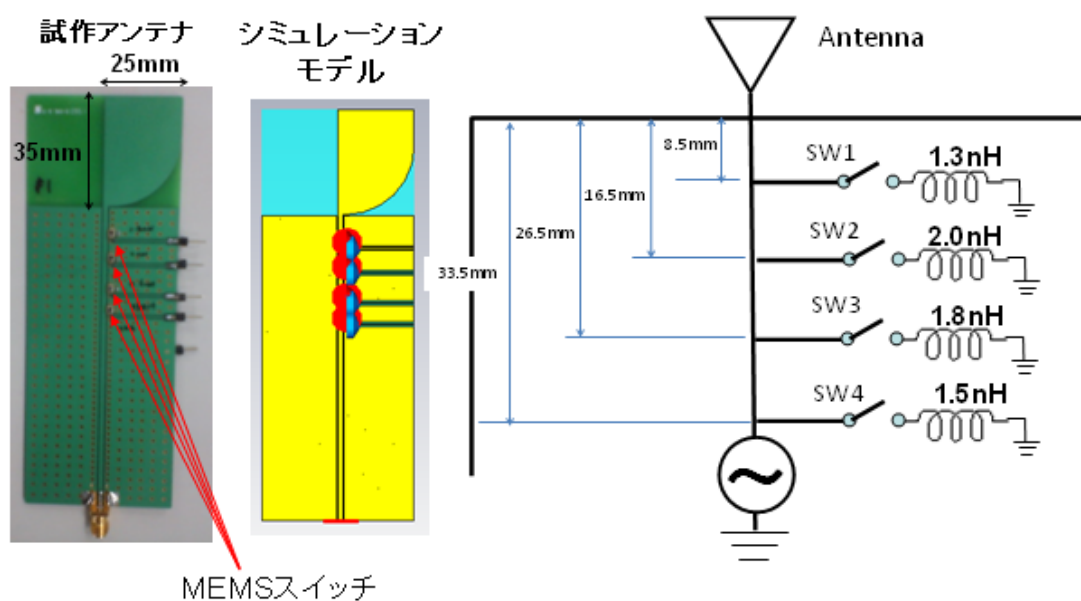 試作アンテナ
25mm
35mm
シミュレーション
モデル
Antenna
8.5mm
16.5mm
26.5mm
33.5mm
SW1
1.3nH
SW2
2.0nH
SW3
1.8nH
SW4
1.5nH
MEMSスイッチ